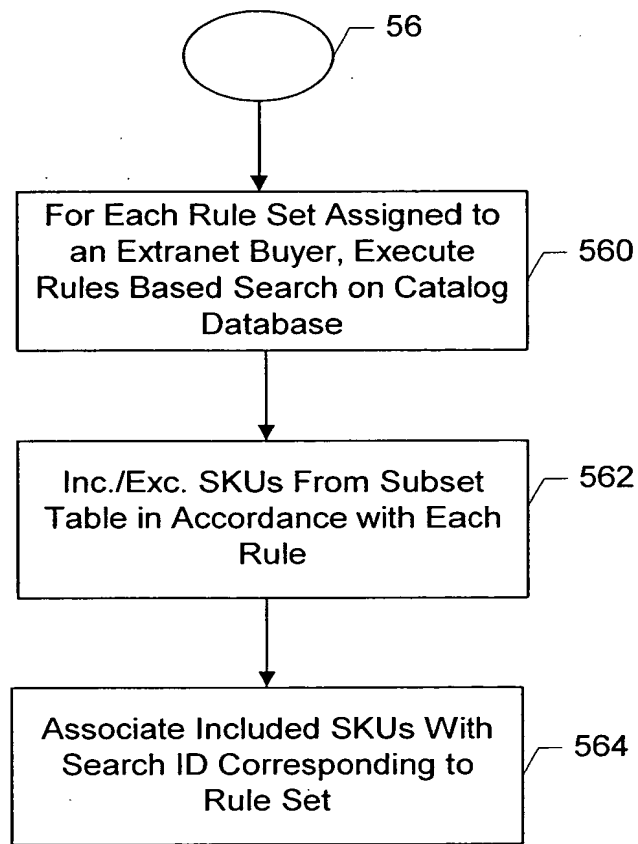 56
For Each Rule Set Assigned to
an Extranet Buyer, Execute
Rules Based Search on Catalog
Database
560
Inc./Exc. SKUs From Subset
Table in Accordance with Each
Rule
562
Associate Included SKUs With
Search ID Corresponding to
Rule Set
564